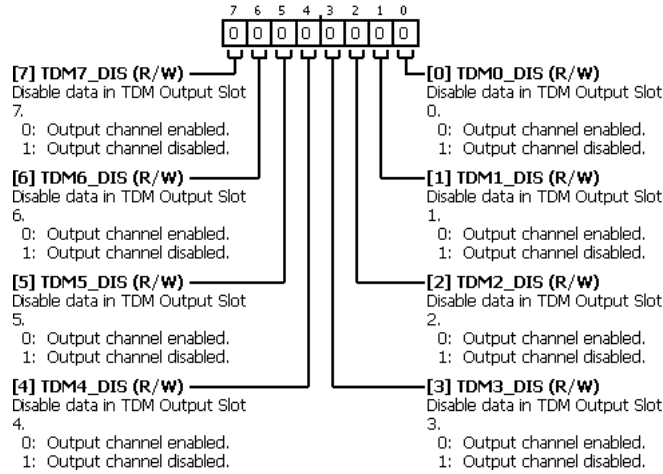 7 6 5 4 3 2 1 0
0 0 0 0 0 0 0 0
[7] TDM7_DIS (R/W)
Disable data in TDM Output Slot
7.
0: Output channel enabled.
1: Output channel disabled.
[6] TDM6_DIS (R/W)
Disable data in TDM Output Slot
6.
0: Output channel enabled.
1: Output channel disabled.
[5] TDM5_DIS (R/W)
Disable data in TDM Output Slot
5.
0: Output channel enabled.
1: Output channel disabled.
[4] TDM4_DIS (R/W)
Disable data in TDM Output Slot
4.
0: Output channel enabled.
1: Output channel disabled.
[0] TDM0_DIS (R/W)
Disable data in TDM Output Slot
0.
0: Output channel enabled.
1: Output channel disabled.
[1] TDM1_DIS (R/W)
Disable data in TDM Output Slot
1.
0: Output channel enabled.
1: Output channel disabled.
[2] TDM2_DIS (R/W)
Disable data in TDM Output Slot
2.
0: Output channel enabled.
1: Output channel disabled.
[3] TDM3_DIS (R/W)
Disable data in TDM Output Slot
3.
0: Output channel enabled.
1: Output channel disabled.